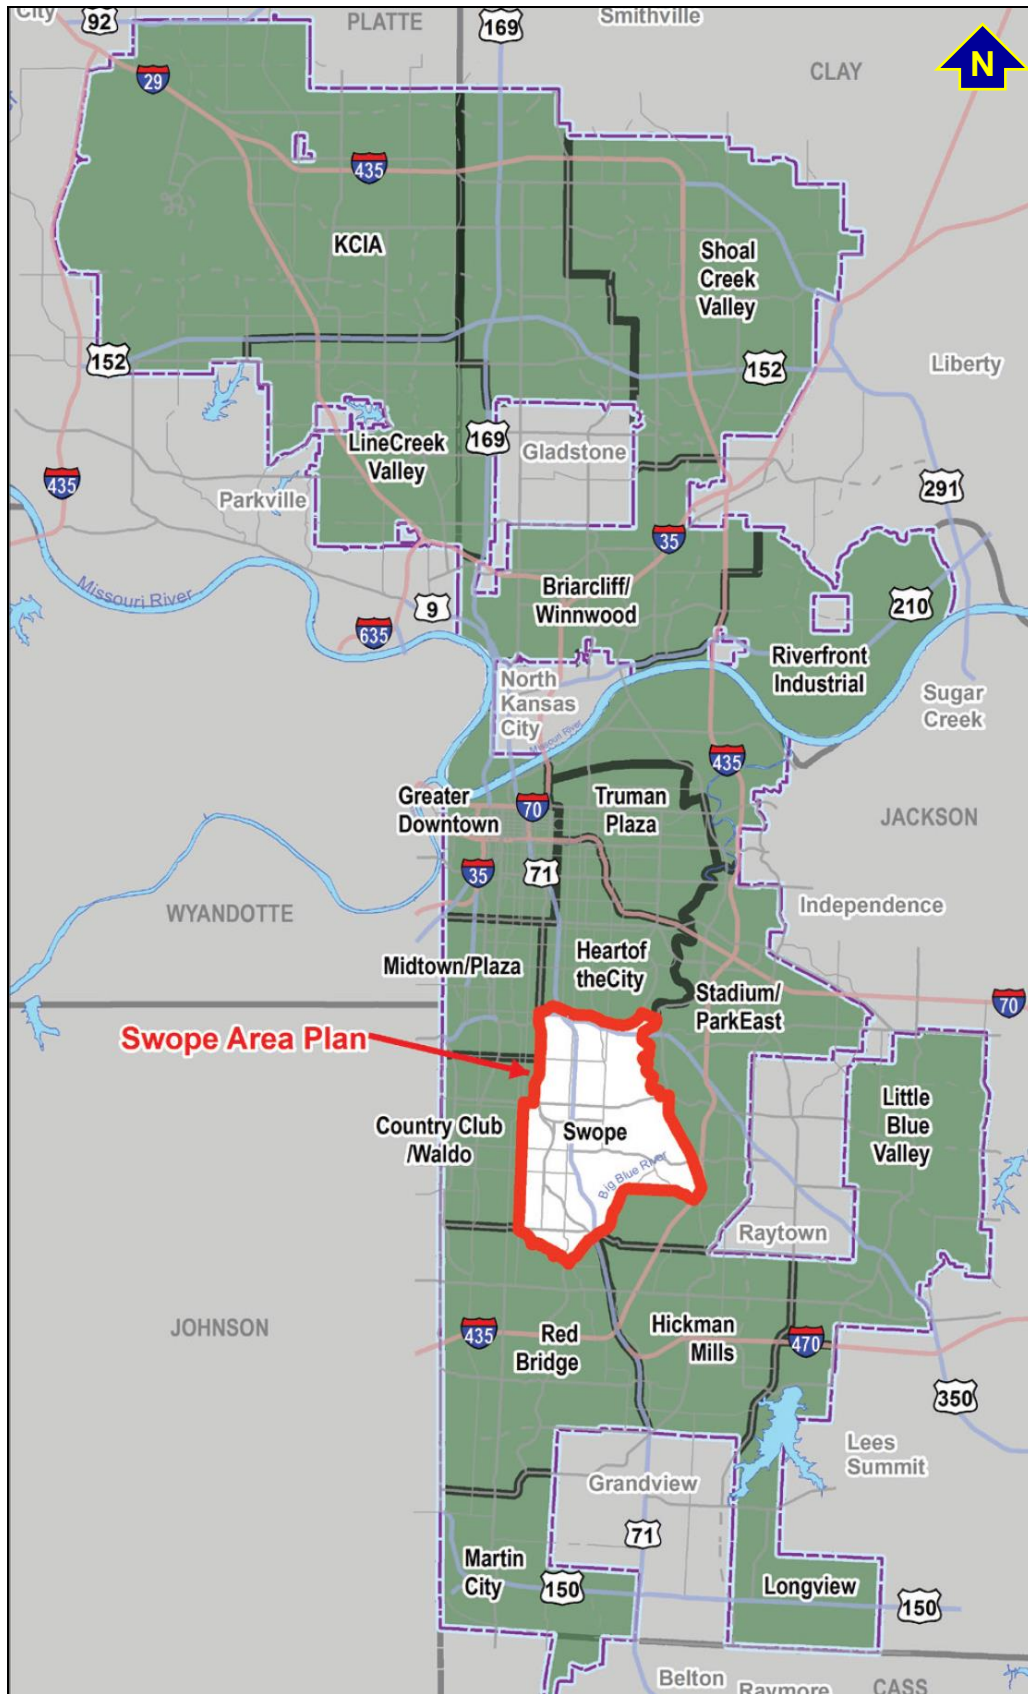 City
92
PLATTE
169
Smithville
N
29
CLAY
435
KCIA
Shoal
Creek
Valley
152
152
Liberty
LineCreek
Valley
169
Gladstone
435
Parkville
291
35
Missouri River
9
Briarcliff/
Winnwood
210
635
Riverfront
Industrial
North
Kansas
City
Sugar
Creek
Missouri River
435
Greater
Downtown
70
Truman
Plaza
JACKSON
35
71
WYANDOTTE
Independence
Midtown/Plaza
Heartof
theCity
Stadium/
ParkEast
70
Swope Area Plan
Little
Blue
Valley
Country Club
/Waldo
Swope
Big Blue River
Raytown
JOHNSON
435
Red
Bridge
Hickman
Mills
470
350
Lees
Summit
Grandview
71
Martin
City
150
Longview
150
Belton
Raymore
CASS